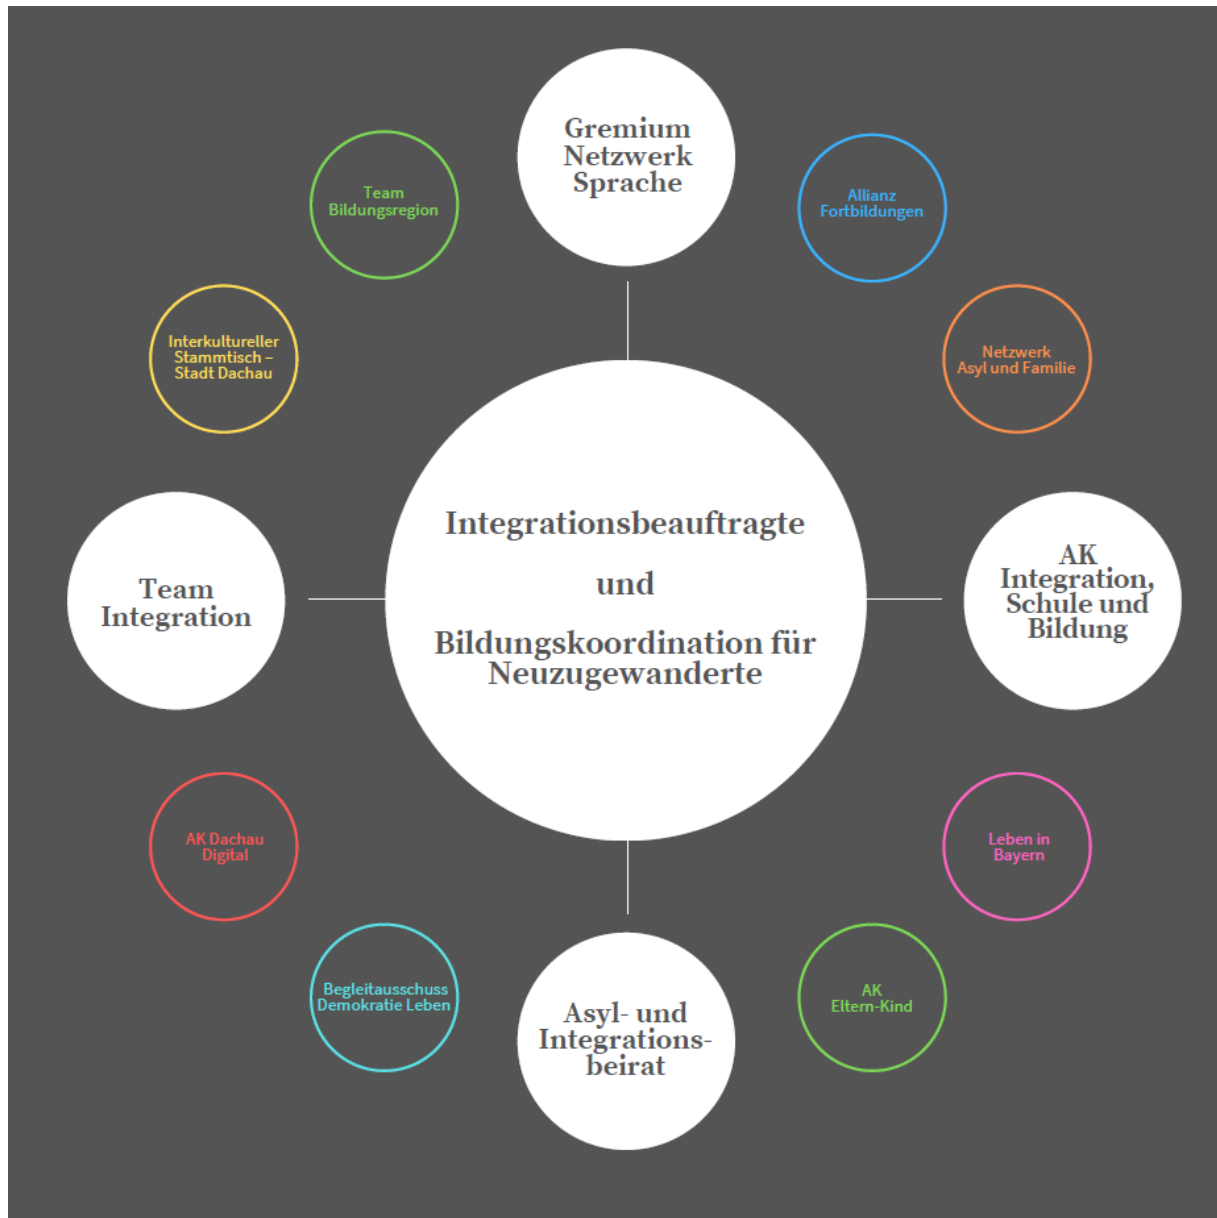 Gremium
Netzwerk
Sprache
Team
Bildungsregion
Allianz
Fortbildungen
Interkultureller
Stammtisch –
Stadt Dachau
Netzwerk
Asyl und Familie
Integrationsbeauftragte
und
Bildungskoordination für
Neuzugewanderte
Team
Integration
AK
Integration,
Schule und
Bildung
AK Dachau
Digital
Leben in
Bayern
Begleitausschuss
Demokratie Leben
AK
Eltern-Kind
Asyl- und
Integrations-
beirat